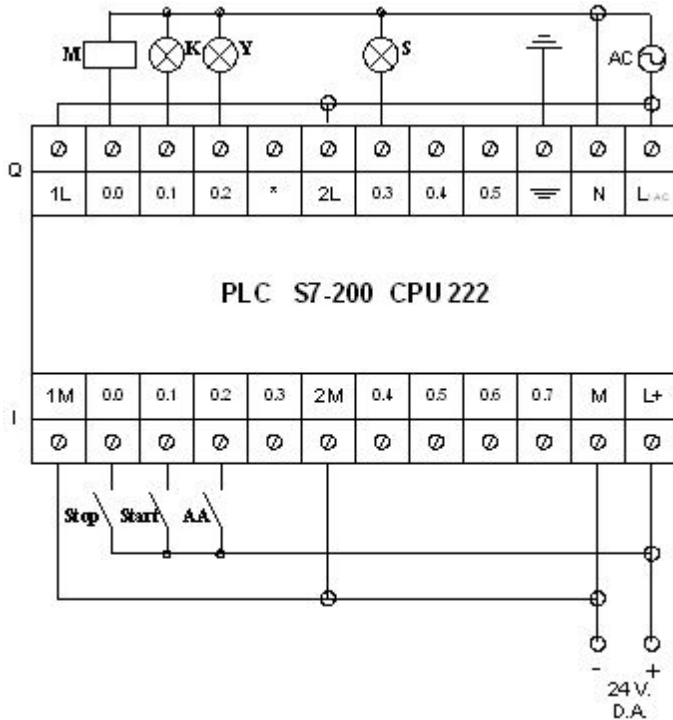 M K Y S AC
Q
1L 0.0 0.1 0.2 * 2L 0.3 0.4 0.5 N L1 AC
PLC S7-200 CPU 222
I
1M 0.0 0.1 0.2 0.3 2M 0.4 0.5 0.6 0.7 M L+
Stop Start AA
- +
24 V.
D.A.